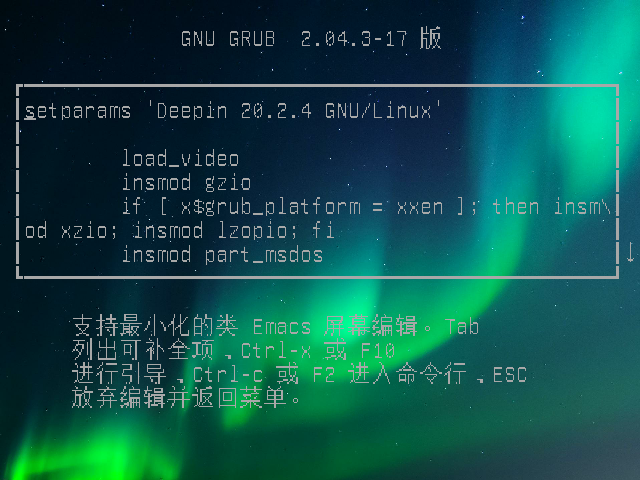 GNU GRUB  2.04.3-17 版
setparams 'Deepin 20.2.4 GNU/Linux'
load_video
insmod gzio
if [ x$grub_platform = xxen ]; then insm\
od xzio; insmod lzopio; fi
insmod part_msdos
↓
支持最小化的类 Emacs 屏幕编辑。Tab
列出可补全项，Ctrl-x 或 F10
进行引导，Ctrl-c 或 F2 进入命令行，ESC
放弃编辑并返回菜单。